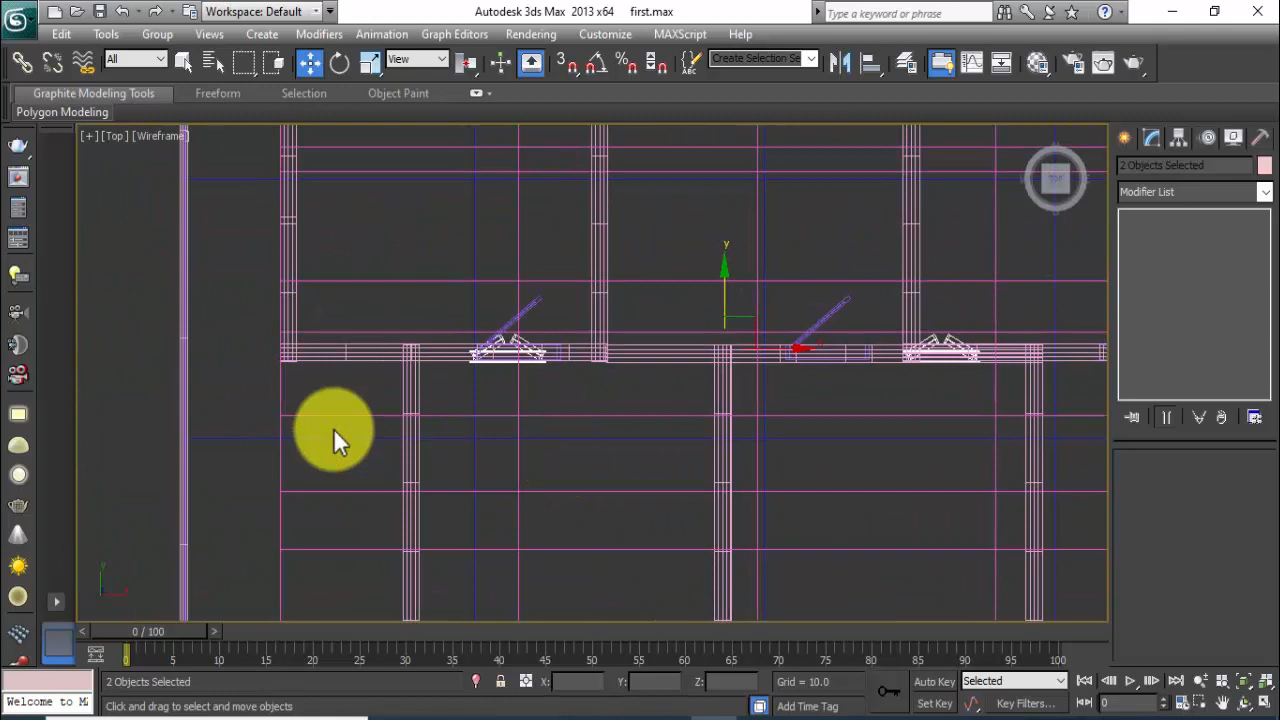 Workspace: Default
Autodesk 3ds Max 2013 x64
first.max
Type a keyword or phrase
Edit Tools Group Views Create Modifiers Animation Graph Editors Rendering Customize MAXScript Help
All
View
3
Create Selection Se
Graphite Modeling Tools Freeform Selection Object Paint
Polygon Modeling
[+][Top][Wireframe]
TOP
2 Objects Selected
Modifier List
y
x
y
x
0 / 100
0 5 10 15 20 25 30 35 40 45 50 55 60 65 70 75 80 85 90 95 100
2 Objects Selected
X: Y: Z:
Grid = 10.0
Auto Key
Selected
Welcome to M
Click and drag to select and move objects
Add Time Tag
Set Key
Key Filters...
0